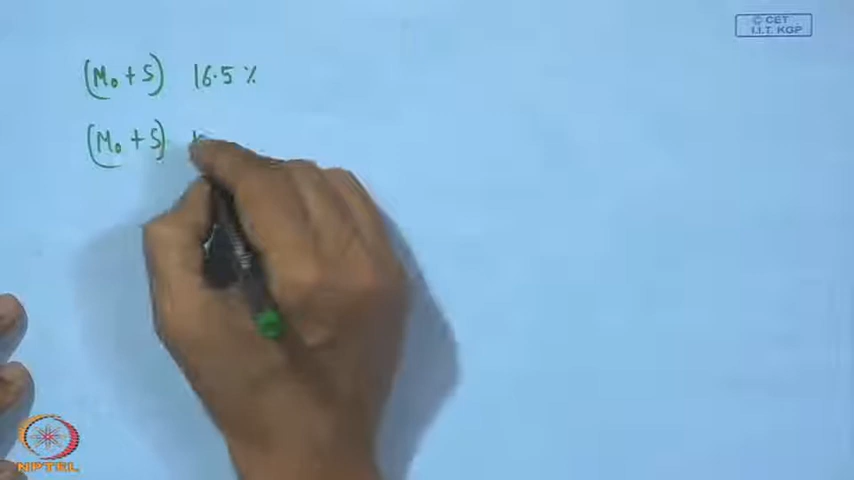 © CET
I.I.T. KGP
(Mo + S) 16.5 %
(Mo + S)
NPTEL